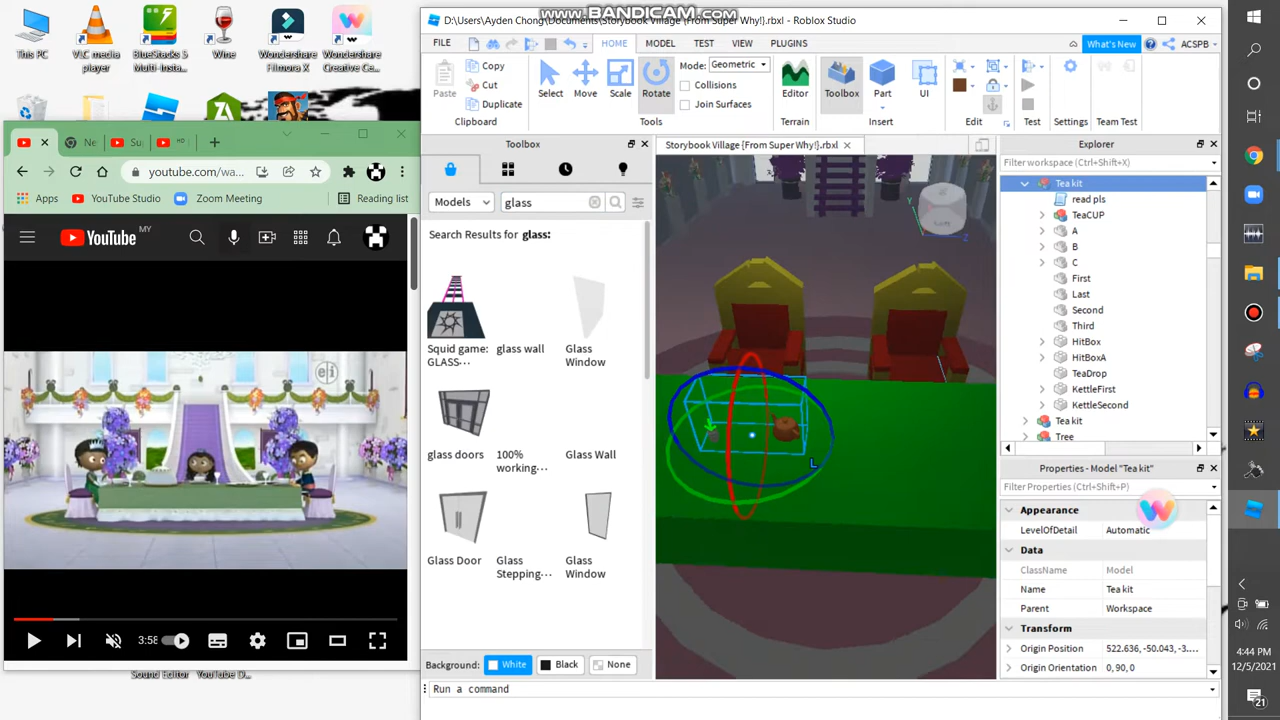 This PC
VLC media
player
BlueStacks 5
Multi-Insta...
Wine
Wondershare
Filmora X
Wondershare
Creative Ce...
www.BANDICAM.com
D:\Users\Ayden Chong\Documents\Storybook Village {From Super Why!}.rbxl - Roblox Studio
FILE
HOME
MODEL
TEST
VIEW
PLUGINS
What's New
ACSPB
Paste
Copy
Cut
Duplicate
Clipboard
Select
Move
Scale
Rotate
Tools
Mode:
Geometric
Collisions
Join Surfaces
Editor
Terrain
Toolbox
Part
UI
Insert
Edit
Test
Settings
Team Test
Ne
Su
HD
youtube.com/wa...
Apps
YouTube Studio
Zoom Meeting
Reading list
YouTube
MY
ej
3:58
Sound Editor
YouTube D...
Toolbox
Models
glass
Search Results for glass:
Squid game:
GLASS...
glass wall
Glass
Window
glass doors
100%
working...
Glass Wall
Glass Door
Glass
Stepping...
Glass
Window
Background:
White
Black
None
Run a command
Storybook Village {From Super Why!}.rbxl
Y
Z
L
Explorer
Filter workspace (Ctrl+Shift+X)
Tea kit
read pls
TeaCUP
A
B
C
First
Last
Second
Third
HitBox
HitBoxA
TeaDrop
KettleFirst
KettleSecond
Tea kit
Tree
Properties - Model "Tea kit"
Filter Properties (Ctrl+Shift+P)
Appearance
LevelOfDetail
Automatic
Data
ClassName
Model
Name
Tea kit
Parent
Workspace
Transform
Origin Position
522.636, -50.043, -3....
Origin Orientation
0, 90, 0
4:44 PM
12/5/2021
21